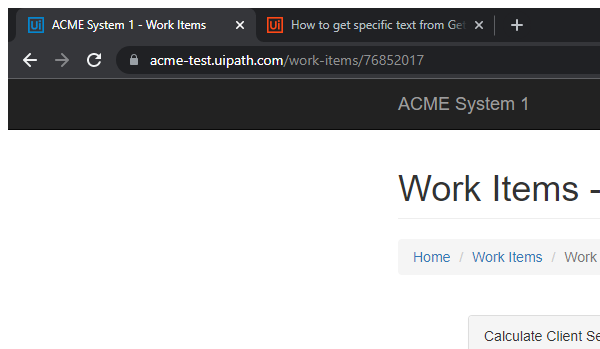 Ui ACME System 1 - Work Items
Ui How to get specific text from Get
acme-test.uipath.com/work-items/76852017
ACME System 1
Work Items -
Home / Work Items / Work
Calculate Client Se